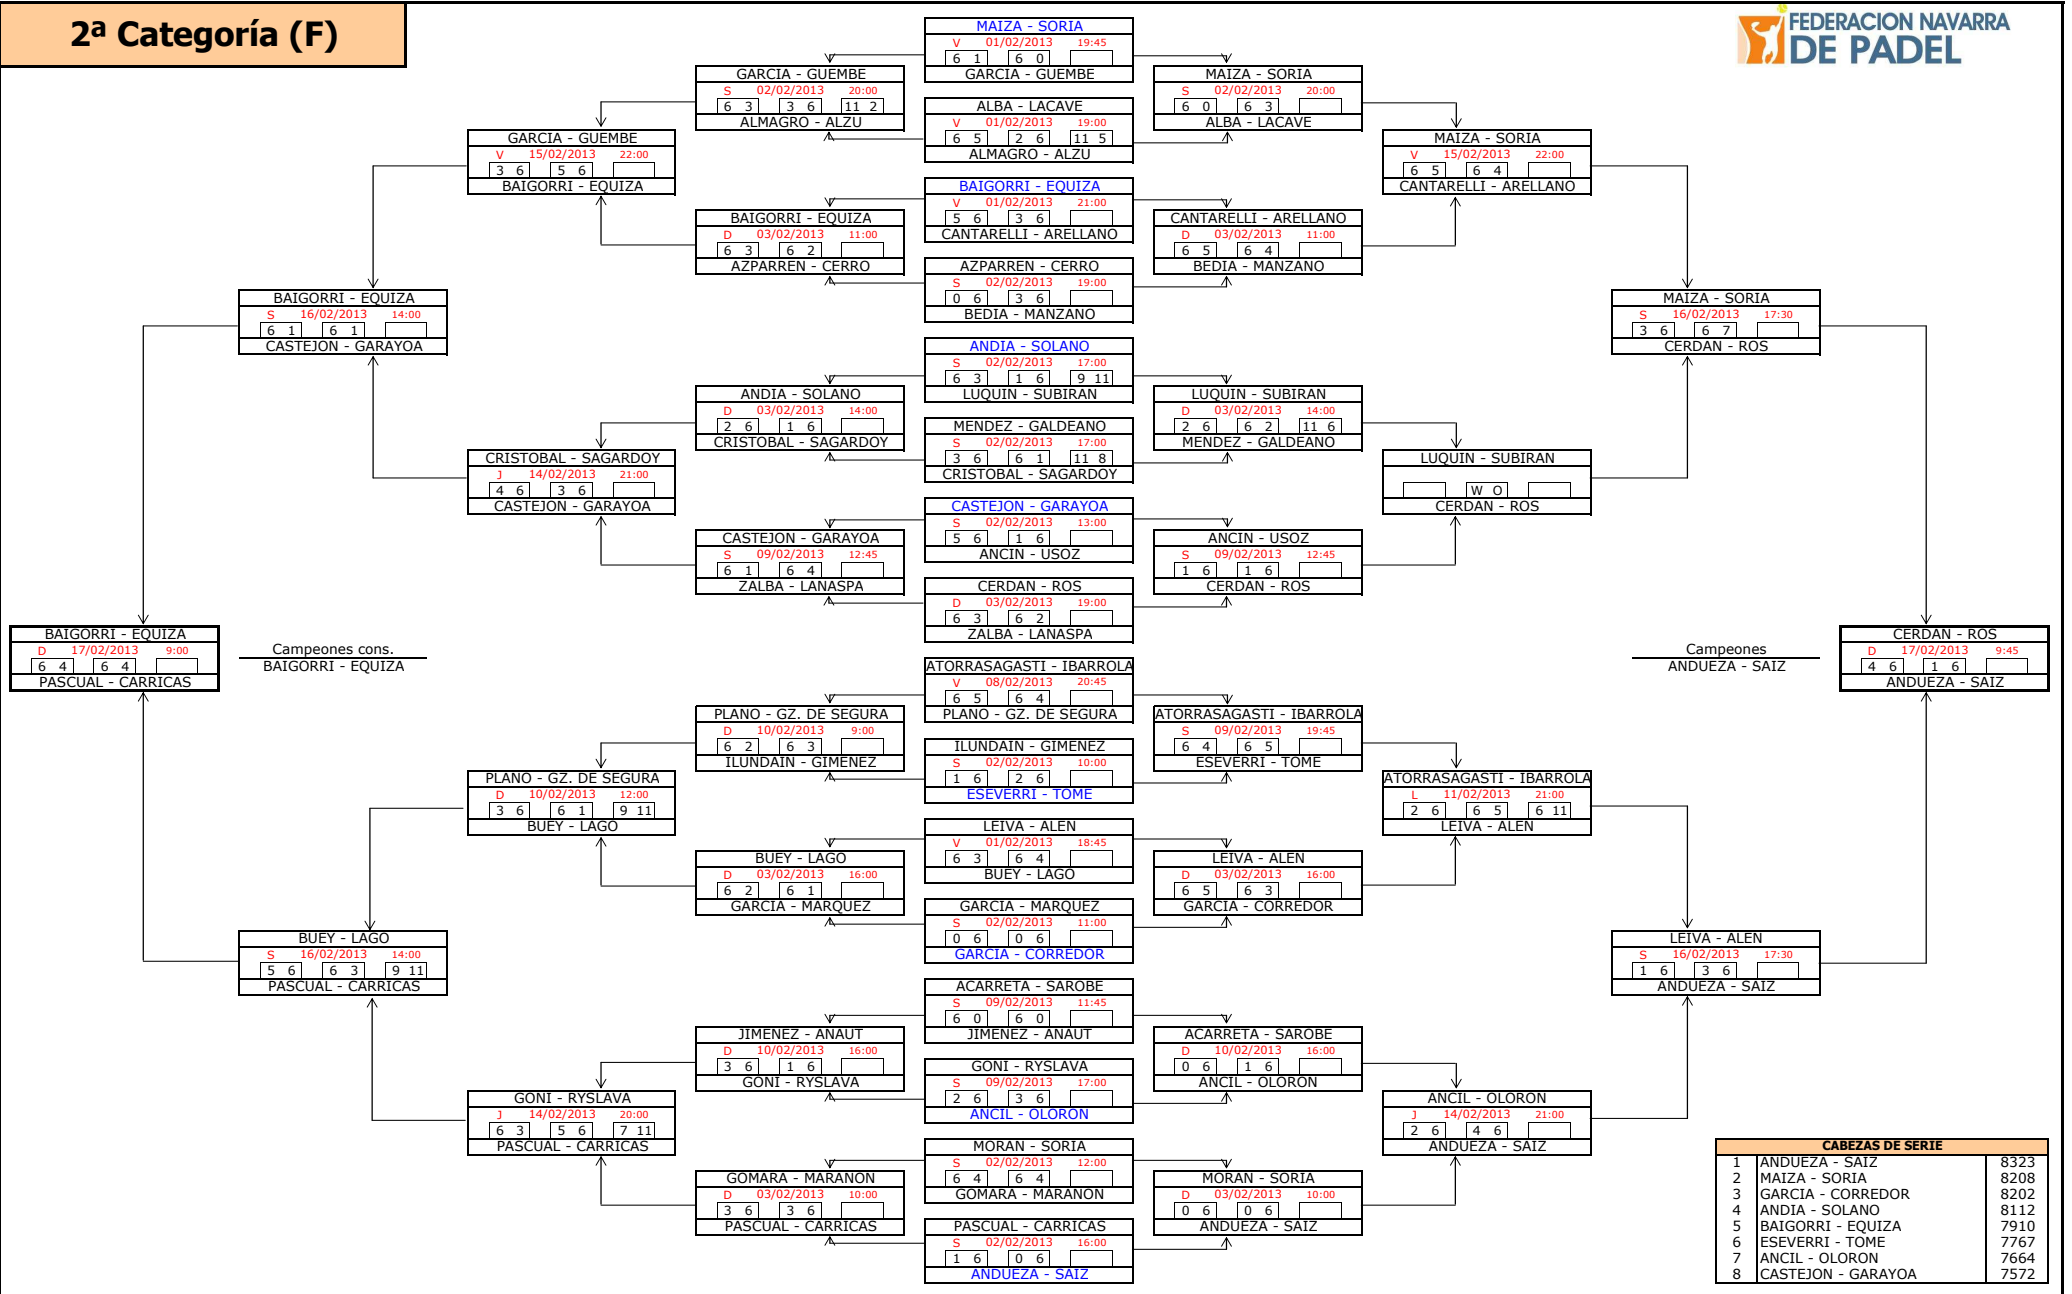 2ª Categoría (F)
FEDERACION NAVARRA
DE PADEL
BAIGORRI - EQUIZA
D 17/02/2013 9:00
6 4 6 4
PASCUAL - CARRICAS
Campeones cons.
BAIGORRI - EQUIZA
BAIGORRI - EQUIZA
S 16/02/2013 14:00
6 1 6 1
CASTEJON - GARAYOA
BUEY - LAGO
S 16/02/2013 14:00
5 6 6 3 9 11
PASCUAL - CARRICAS
GARCIA - GUEMBE
V 15/02/2013 22:00
3 6 5 6
BAIGORRI - EQUIZA
CRISTOBAL - SAGARDOY
J 14/02/2013 21:00
4 6 3 6
CASTEJON - GARAYOA
PLANO - GZ. DE SEGURA
D 10/02/2013 12:00
3 6 6 1 9 11
BUEY - LAGO
GONI - RYSLAVA
J 14/02/2013 20:00
6 3 5 6 7 11
PASCUAL - CARRICAS
GARCIA - GUEMBE
S 02/02/2013 20:00
6 3 3 6 11 2
ALMAGRO - ALZU
BAIGORRI - EQUIZA
D 03/02/2013 11:00
6 3 6 2
AZPARREN - CERRO
ANDIA - SOLANO
D 03/02/2013 14:00
2 6 1 6
CRISTOBAL - SAGARDOY
CASTEJON - GARAYOA
S 09/02/2013 12:45
6 1 6 4
ZALBA - LANASPA
PLANO - GZ. DE SEGURA
D 10/02/2013 9:00
6 2 6 3
ILUNDAIN - GIMENEZ
BUEY - LAGO
D 03/02/2013 16:00
6 2 6 1
GARCIA - MARQUEZ
JIMENEZ - ANAUT
D 10/02/2013 16:00
3 6 1 6
GONI - RYSLAVA
GOMARA - MARANON
D 03/02/2013 10:00
3 6 3 6
PASCUAL - CARRICAS
MAIZA - SORIA
V 01/02/2013 19:45
6 1 6 0
GARCIA - GUEMBE
ALBA - LACAVE
V 01/02/2013 19:00
6 5 2 6 11 5
ALMAGRO - ALZU
BAIGORRI - EQUIZA
V 01/02/2013 21:00
5 6 3 6
CANTARELLI - ARELLANO
AZPARREN - CERRO
S 02/02/2013 19:00
0 6 3 6
BEDIA - MANZANO
ANDIA - SOLANO
S 02/02/2013 17:00
6 3 1 6 9 11
LUQUIN - SUBIRAN
MENDEZ - GALDEANO
S 02/02/2013 17:00
3 6 6 1 11 8
CRISTOBAL - SAGARDOY
CASTEJON - GARAYOA
S 02/02/2013 13:00
5 6 1 6
ANCIN - USOZ
CERDAN - ROS
D 03/02/2013 19:00
6 3 6 2
ZALBA - LANASPA
ATORRASAGASTI - IBARROLA
V 08/02/2013 20:45
6 5 6 4
PLANO - GZ. DE SEGURA
ILUNDAIN - GIMENEZ
S 02/02/2013 10:00
1 6 2 6
ESEVERRI - TOME
LEIVA - ALEN
V 01/02/2013 18:45
6 3 6 4
BUEY - LAGO
GARCIA - MARQUEZ
S 02/02/2013 11:00
0 6 0 6
GARCIA - CORREDOR
ACARRETA - SAROBE
S 09/02/2013 11:45
6 0 6 0
JIMENEZ - ANAUT
GONI - RYSLAVA
S 09/02/2013 17:00
2 6 3 6
ANCIL - OLORON
MORAN - SORIA
S 02/02/2013 12:00
6 4 6 4
GOMARA - MARANON
PASCUAL - CARRICAS
S 02/02/2013 16:00
1 6 0 6
ANDUEZA - SAIZ
MAIZA - SORIA
S 02/02/2013 20:00
6 0 6 3
ALBA - LACAVE
CANTARELLI - ARELLANO
D 03/02/2013 11:00
6 5 6 4
BEDIA - MANZANO
LUQUIN - SUBIRAN
D 03/02/2013 14:00
2 6 6 2 11 6
MENDEZ - GALDEANO
ANCIN - USOZ
S 09/02/2013 12:45
1 6 1 6
CERDAN - ROS
ATORRASAGASTI - IBARROLA
S 09/02/2013 19:45
6 4 6 5
ESEVERRI - TOME
LEIVA - ALEN
D 03/02/2013 16:00
6 5 6 3
GARCIA - CORREDOR
ACARRETA - SAROBE
D 10/02/2013 16:00
0 6 1 6
ANCIL - OLORON
MORAN - SORIA
D 03/02/2013 10:00
0 6 0 6
ANDUEZA - SAIZ
MAIZA - SORIA
V 15/02/2013 22:00
6 5 6 4
CANTARELLI - ARELLANO
LUQUIN - SUBIRAN
W O
CERDAN - ROS
ATORRASAGASTI - IBARROLA
L 11/02/2013 21:00
2 6 6 5 6 11
LEIVA - ALEN
ANCIL - OLORON
J 14/02/2013 21:00
2 6 4 6
ANDUEZA - SAIZ
MAIZA - SORIA
S 16/02/2013 17:30
3 6 6 7
CERDAN - ROS
LEIVA - ALEN
S 16/02/2013 17:30
1 6 3 6
ANDUEZA - SAIZ
Campeones
ANDUEZA - SAIZ
CERDAN - ROS
D 17/02/2013 9:45
4 6 1 6
ANDUEZA - SAIZ
CABEZAS DE SERIE
1 ANDUEZA - SAIZ 8323
2 MAIZA - SORIA 8208
3 GARCIA - CORREDOR 8202
4 ANDIA - SOLANO 8112
5 BAIGORRI - EQUIZA 7910
6 ESEVERRI - TOME 7767
7 ANCIL - OLORON 7664
8 CASTEJON - GARAYOA 7572